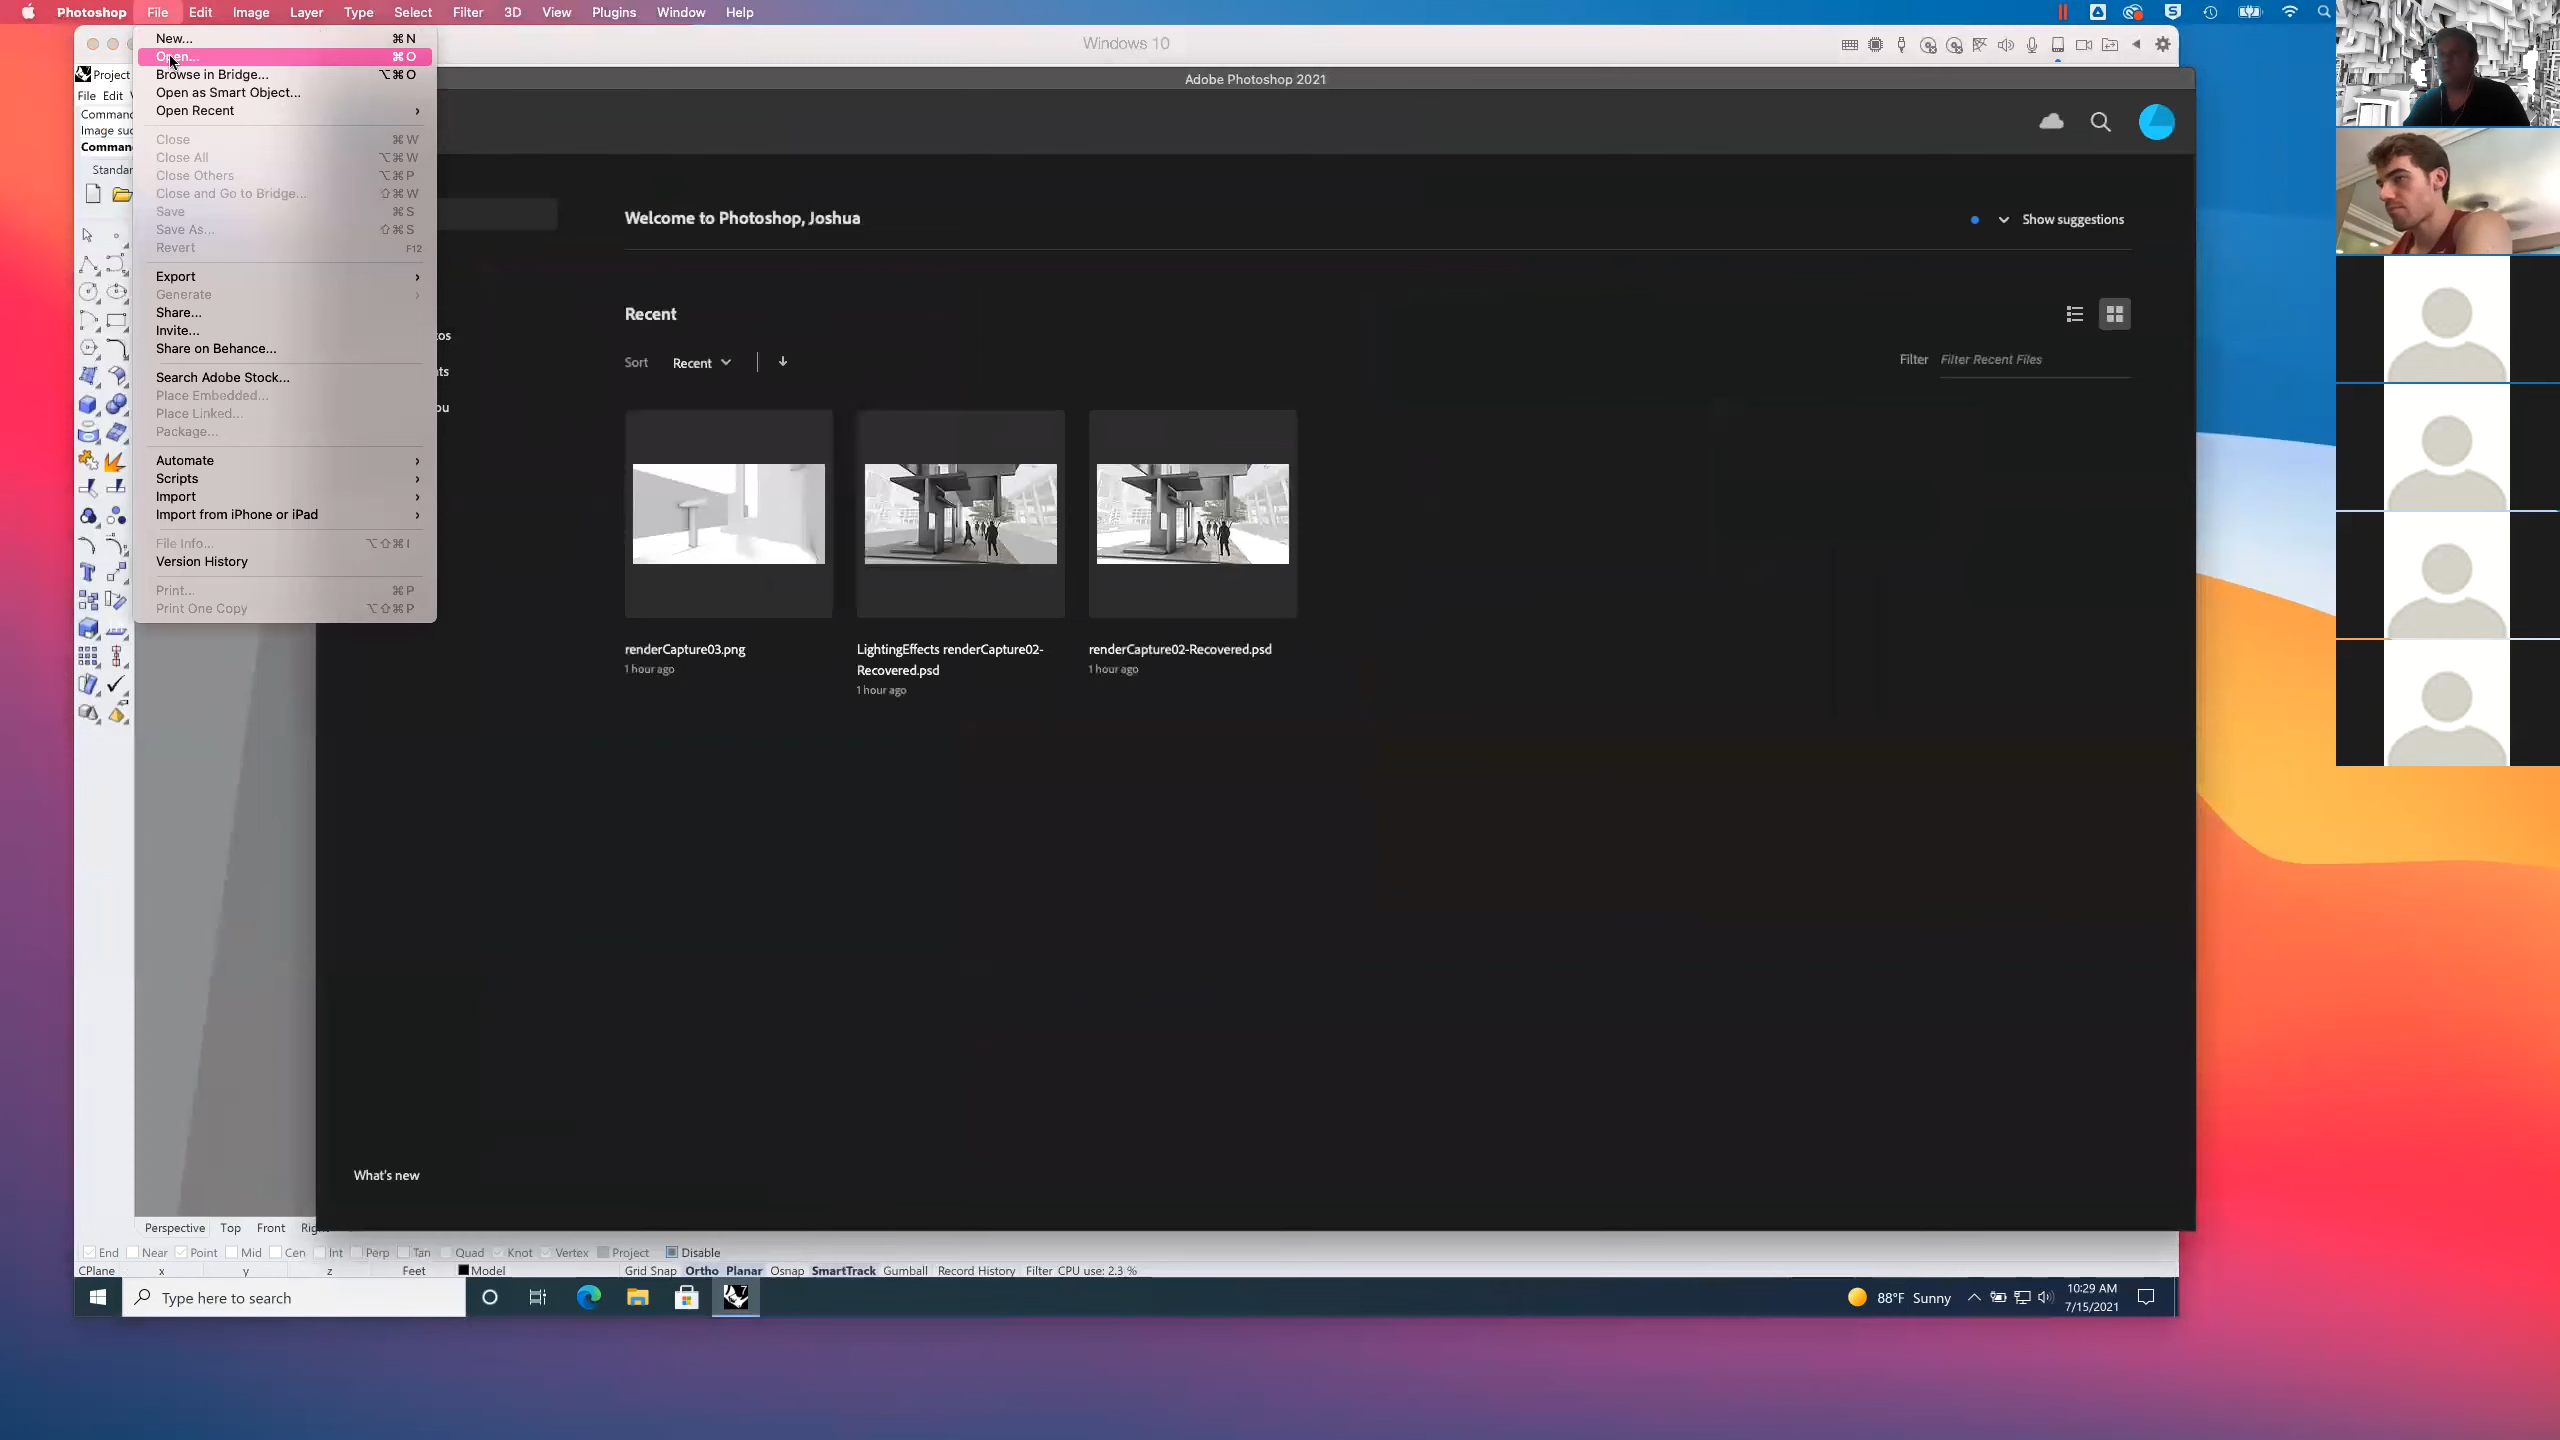 Photoshop File Edit Image Layer Type Select Filter 3D View Plugins Window Help
Windows 10
New... ⌘N
Open... ⌘O
Browse in Bridge... ⌥⌘O
Open as Smart Object...
Open Recent
Close ⌘W
Close All ⌥⌘W
Close Others ⌥⌘P
Close and Go to Bridge... ⇧⌘W
Save ⌘S
Save As... ⇧⌘S
Revert F12
Export
Generate
Share...
Invite...
Share on Behance...
Search Adobe Stock...
Place Embedded...
Place Linked...
Package...
Automate
Scripts
Import
Import from iPhone or iPad
File Info... ⌥⇧⌘I
Version History
Print... ⌘P
Print One Copy ⌥⇧⌘P
Project
File Edit
Comman
Image suc
Comman
Standar
Adobe Photoshop 2021
Welcome to Photoshop, Joshua
Show suggestions
Recent
Sort Recent
Filter Filter Recent Files
os
ts
ou
renderCapture03.png
1 hour ago
LightingEffects renderCapture02-
Recovered.psd
1 hour ago
renderCapture02-Recovered.psd
1 hour ago
What's new
Perspective Top Front Rig
End Near Point Mid Cen Int Perp Tan Quad Knot Vertex Project Disable
CPlane x y z Feet Model Grid Snap Ortho Planar Osnap SmartTrack Gumball Record History Filter CPU use: 2.3 %
Type here to search
88°F Sunny
10:29 AM
7/15/2021